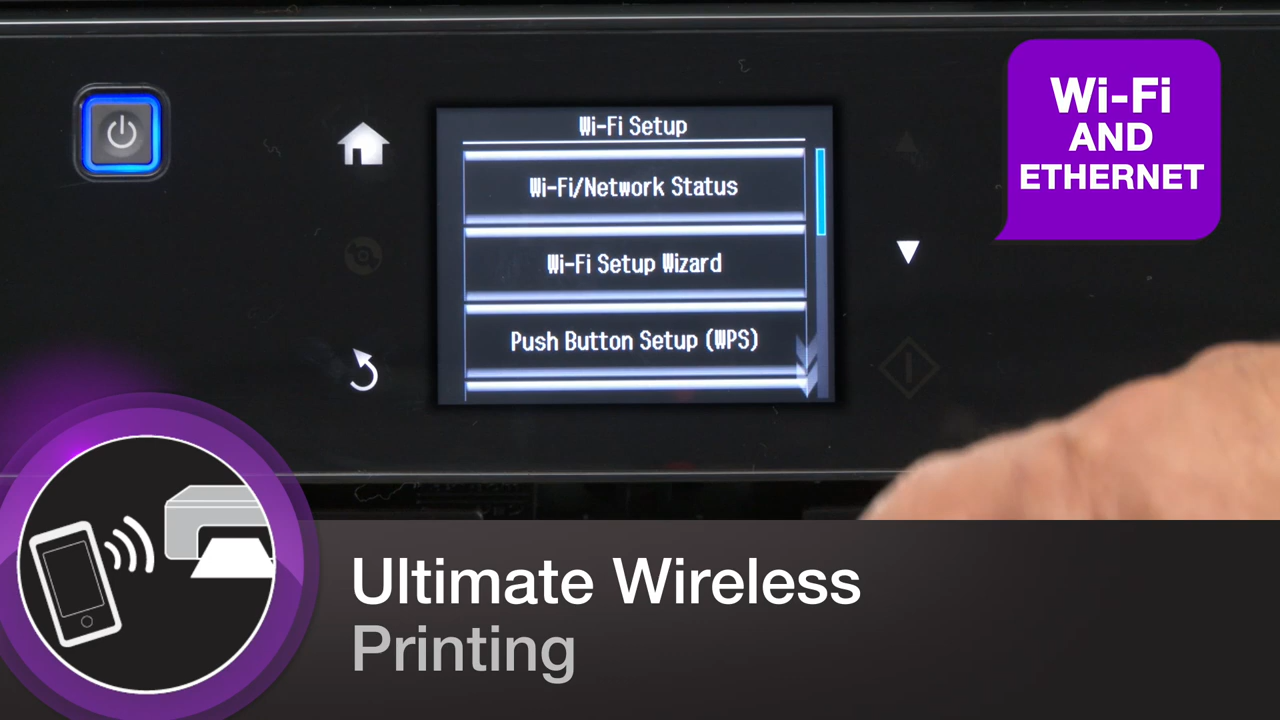 Wi-Fi Setup
Wi-Fi/Network Status
Wi-Fi Setup Wizard
Push Button Setup (WPS)
Wi-Fi
AND
ETHERNET
Ultimate Wireless
Printing